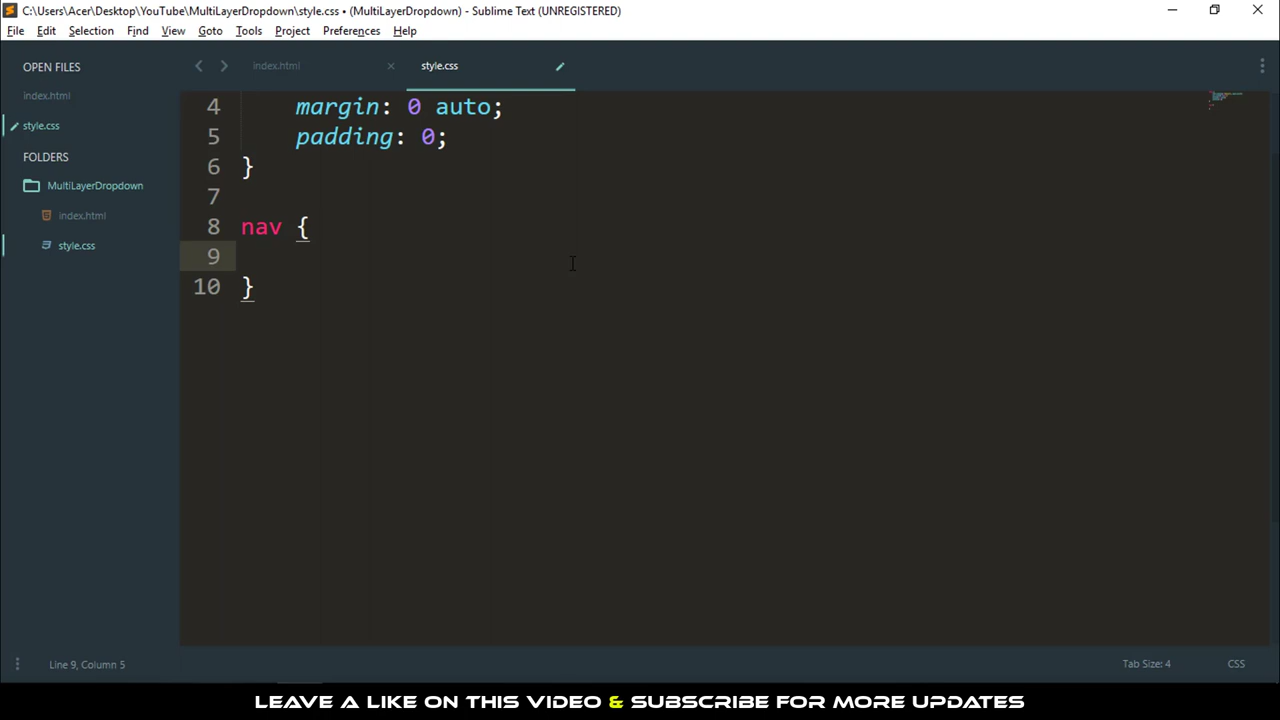 C:\Users\Acer\Desktop\YouTube\MultiLayerDropdown\style.css • (MultiLayerDropdown) - Sublime Text (UNREGISTERED)
File Edit Selection Find View Goto Tools Project Preferences Help
OPEN FILES
index.html
style.css
FOLDERS
MultiLayerDropdown
index.html
style.css
index.html × style.css
4 margin: 0 auto;
5 padding: 0;
6 }
7
8 nav {
9
10 }
Line 9, Column 5
Tab Size: 4 CSS
LEAVE A LIKE ON THIS VIDEO & SUBSCRIBE FOR MORE UPDATES